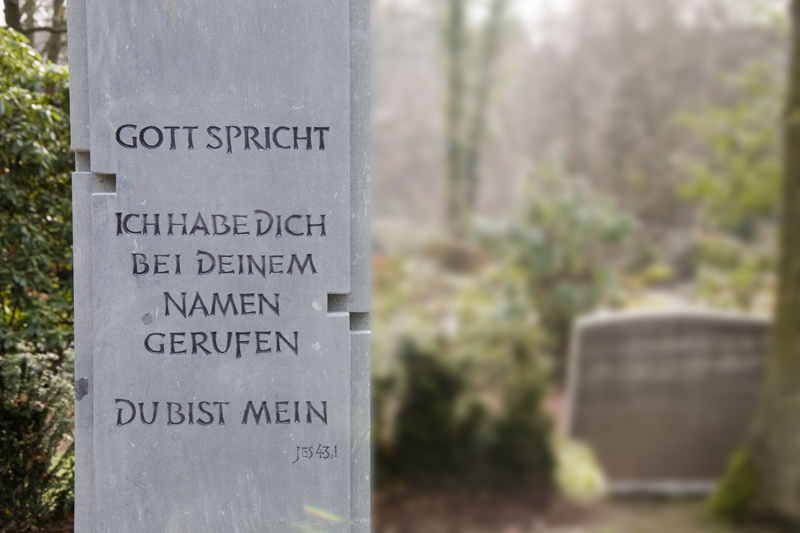 GOTT SPRICHT
ICH HABE DICH
BEI DEINEM
NAMEN
GERUFEN
DU BIST MEIN
JES 43,1